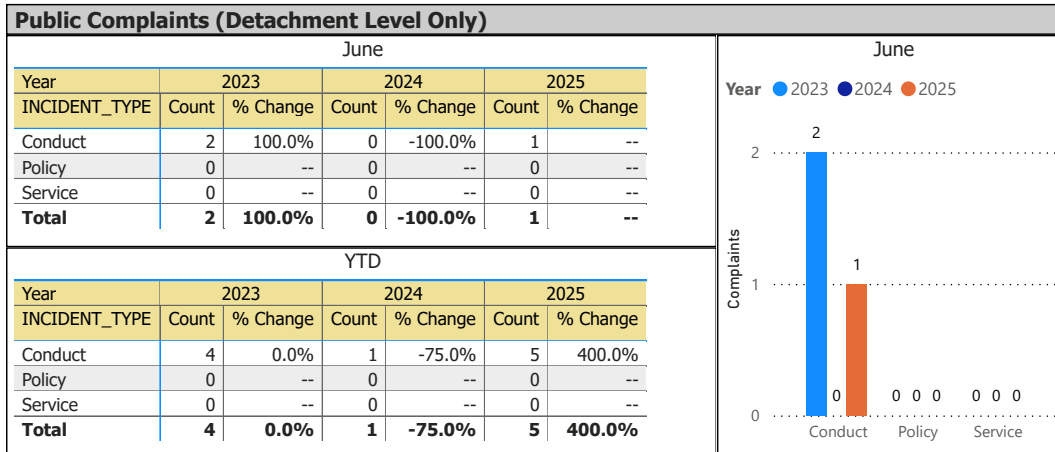 Public Complaints (Detachment Level Only)
June
Year 2023 2024 2025
INCIDENT_TYPE Count % Change Count % Change Count % Change
Conduct 2 100.0% 0 -100.0% 1 --
Policy 0 -- 0 -- 0 --
Service 0 -- 0 -- 0 --
Total 2 100.0% 0 -100.0% 1 --
YTD
Year 2023 2024 2025
INCIDENT_TYPE Count % Change Count % Change Count % Change
Conduct 4 0.0% 1 -75.0% 5 400.0%
Policy 0 -- 0 -- 0 --
Service 0 -- 0 -- 0 --
Total 4 0.0% 1 -75.0% 5 400.0%
June
Year 2023 2024 2025
2
2
1
1
Complaints
0 0 0 0 0 0 0
0
Conduct Policy Service